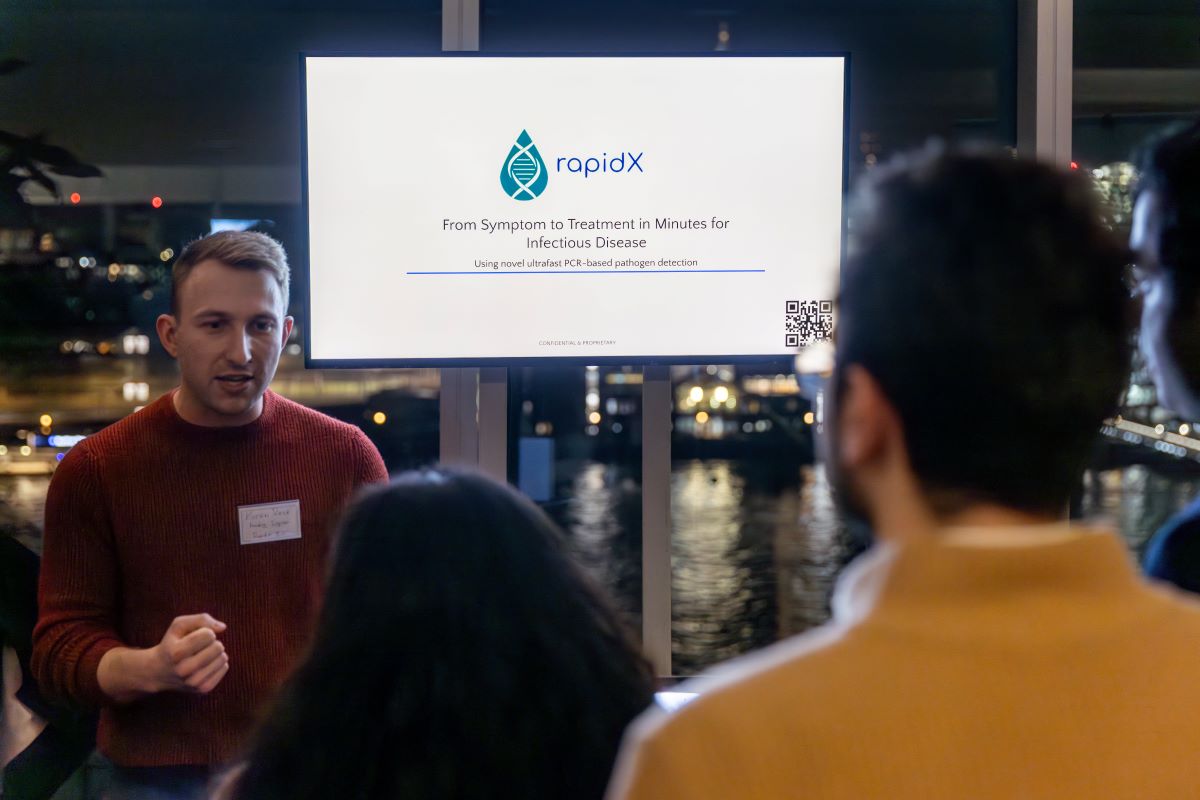 rapidX
From Symptom to Treatment in Minutes for
Infectious Disease
Using novel ultrafast PCR-based pathogen detection
CONFIDENTIAL & PROPRIETARY